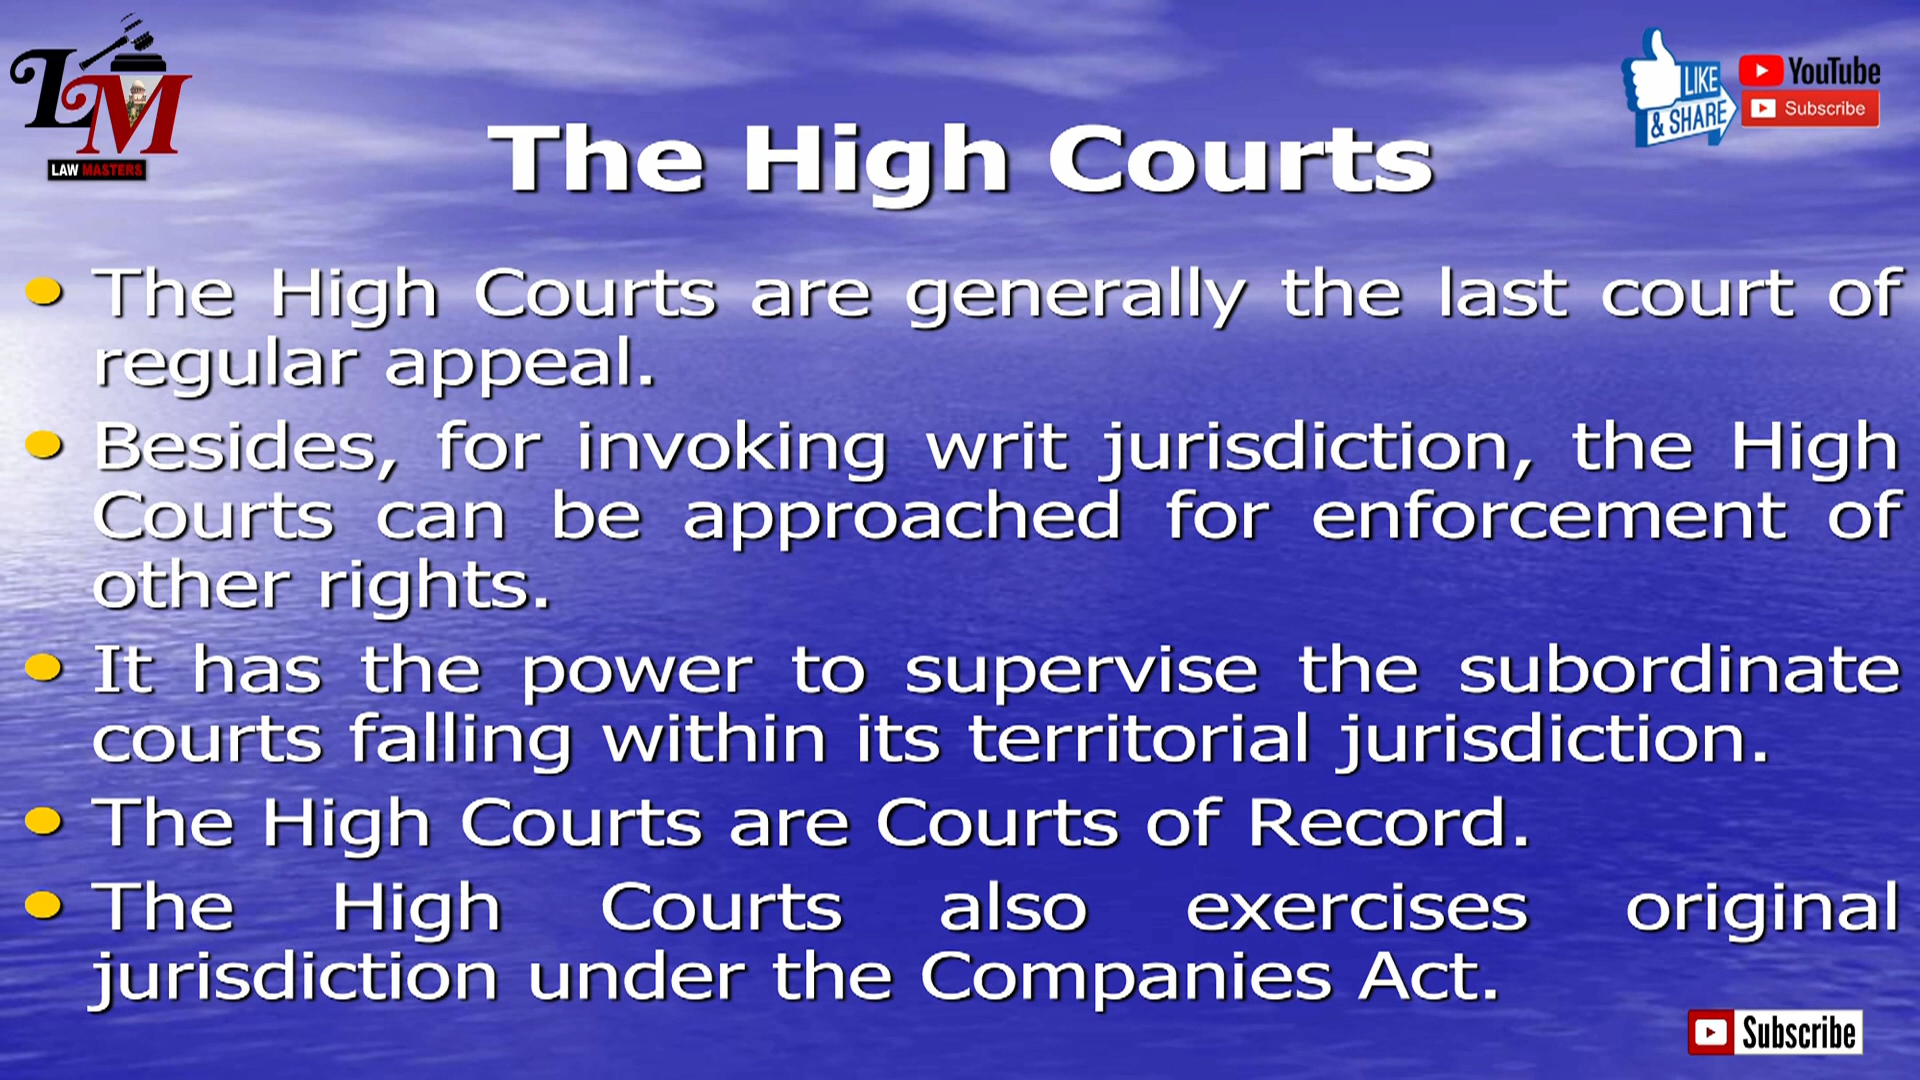 LM
LAW MASTERS
LIKE
& SHARE
YouTube
Subscribe
The High Courts
The High Courts are generally the last court of
regular appeal.
Besides, for invoking writ jurisdiction, the High
Courts can be approached for enforcement of
other rights.
It has the power to supervise the subordinate
courts falling within its territorial jurisdiction.
The High Courts are Courts of Record.
The High Courts also exercises original
jurisdiction under the Companies Act.
Subscribe